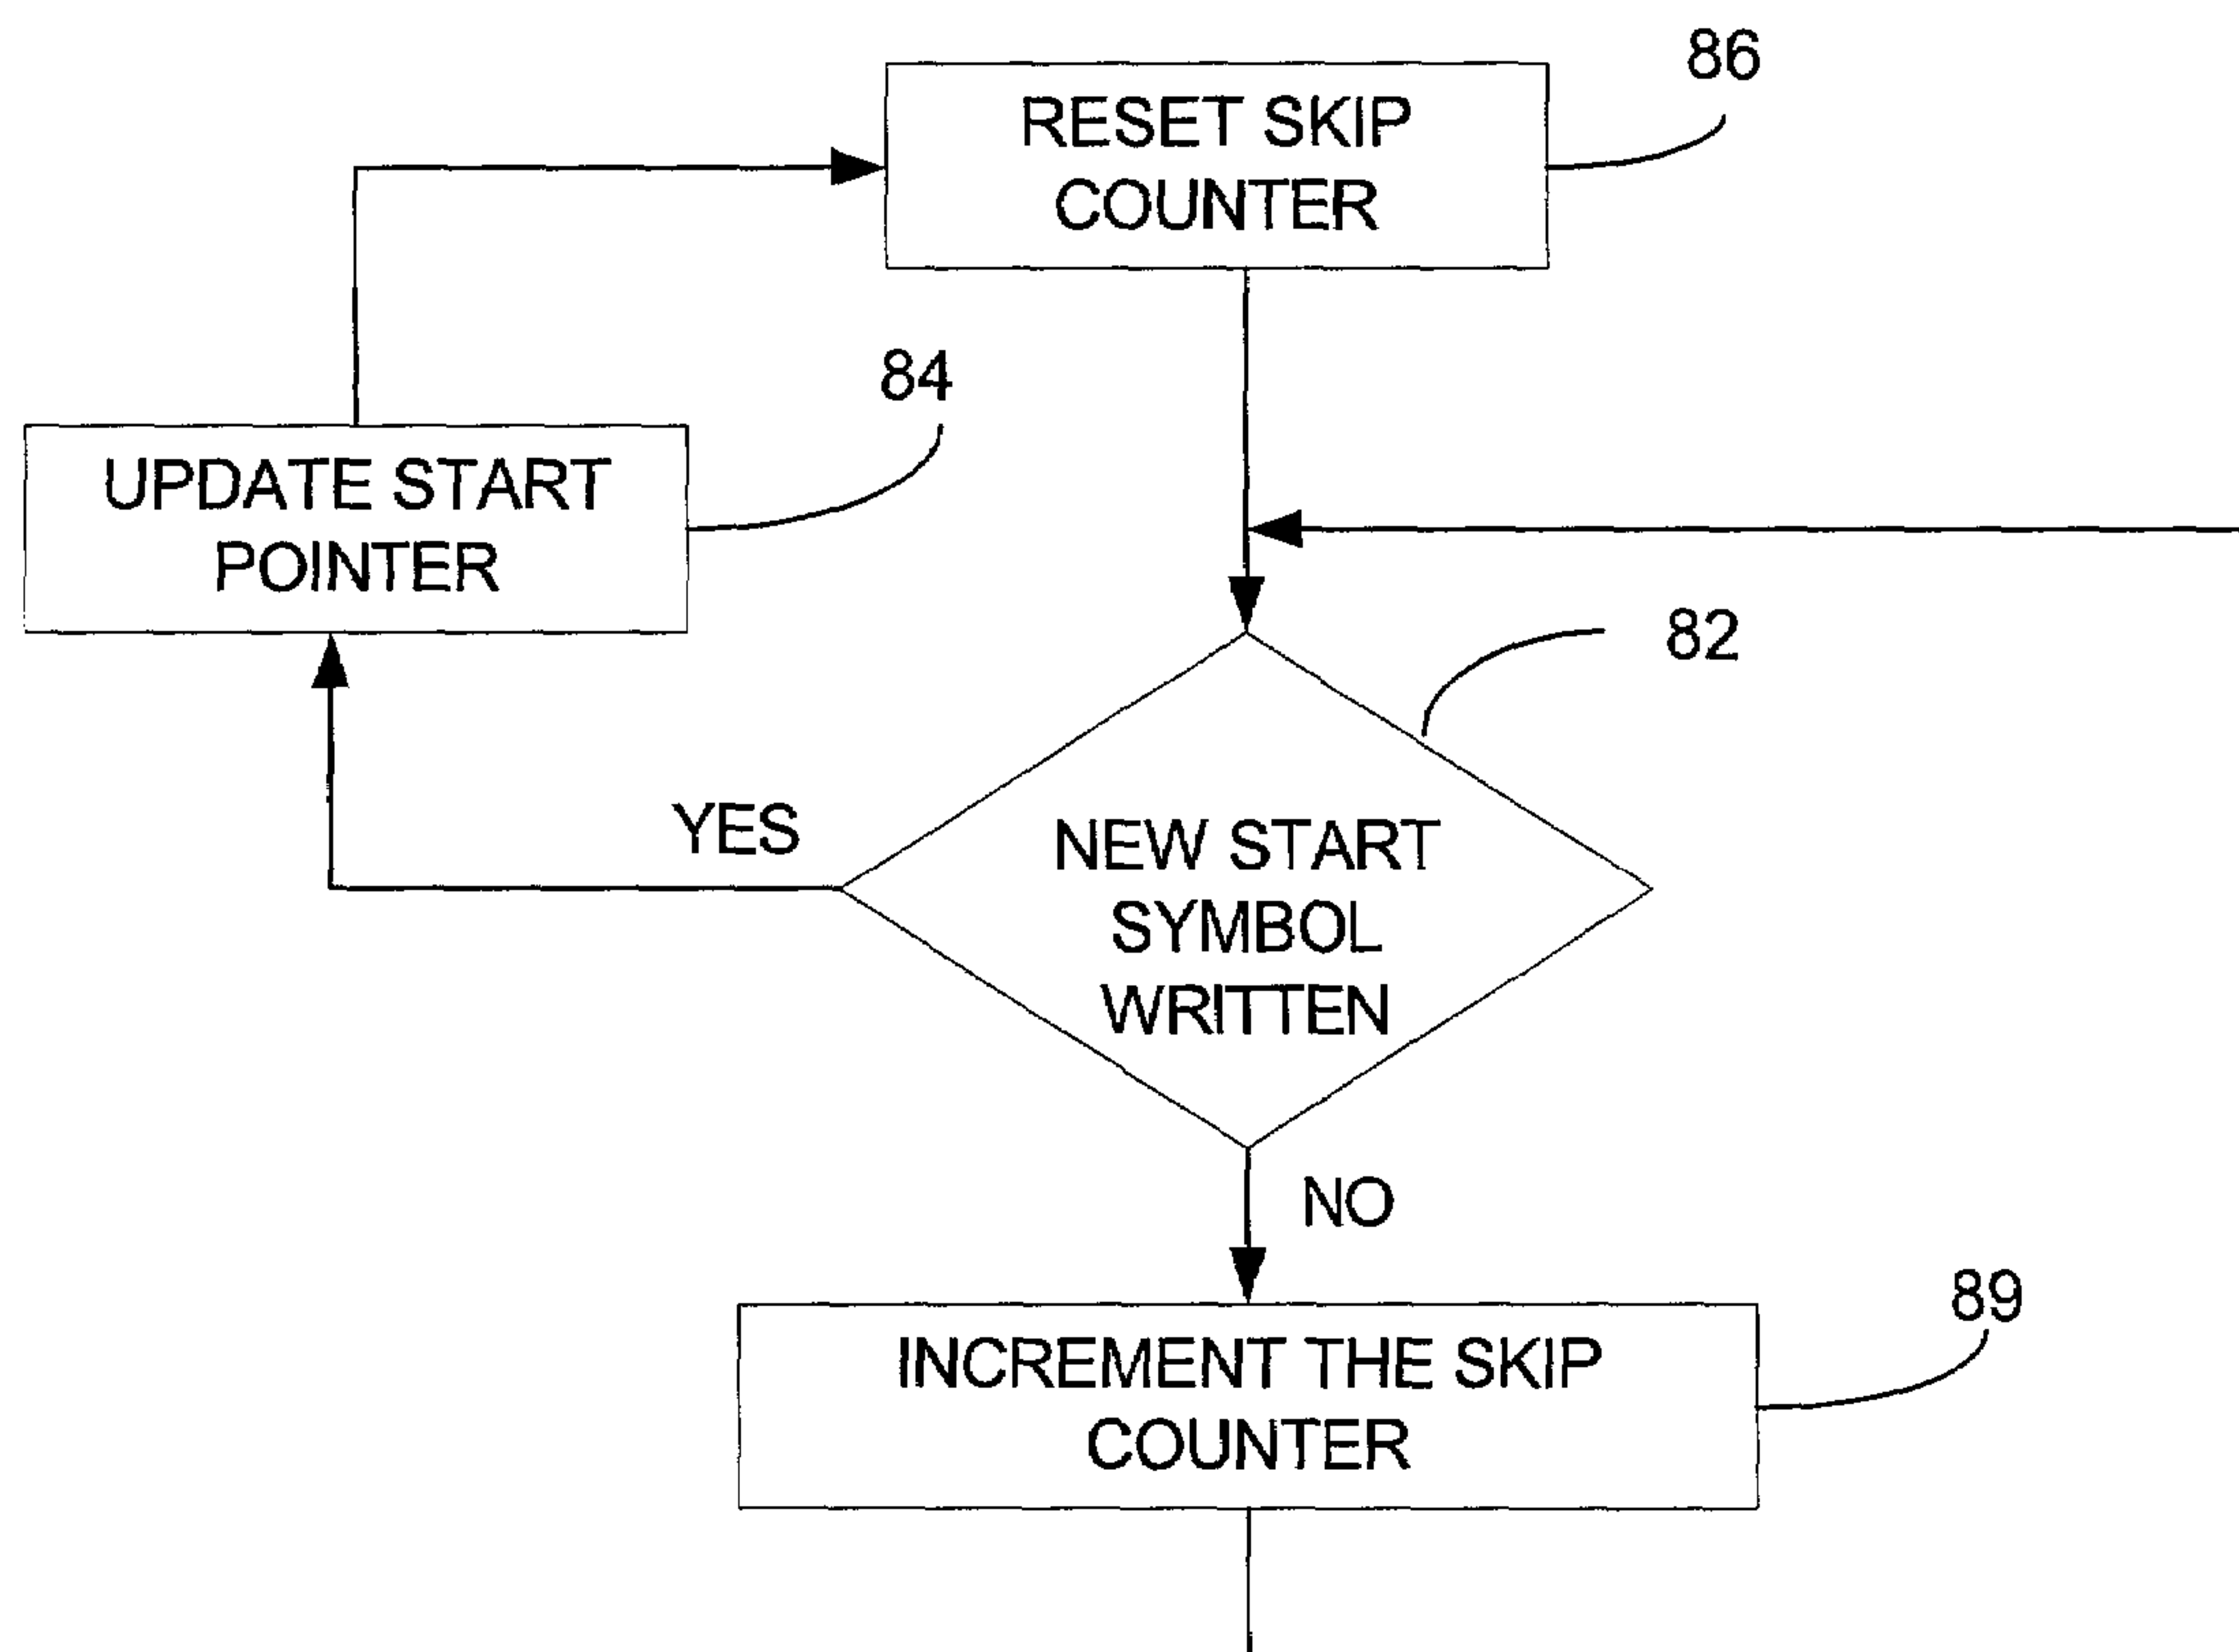 86
RESET SKIP
COUNTER
84
UPDATE START
POINTER
82
YES
NEW START
SYMBOL
WRITTEN
NO
89
INCREMENT THE SKIP
COUNTER